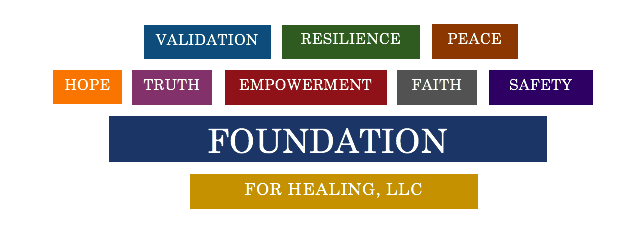 VALIDATION RESILIENCE PEACE
HOPE TRUTH EMPOWERMENT FAITH SAFETY
FOUNDATION
FOR HEALING, LLC